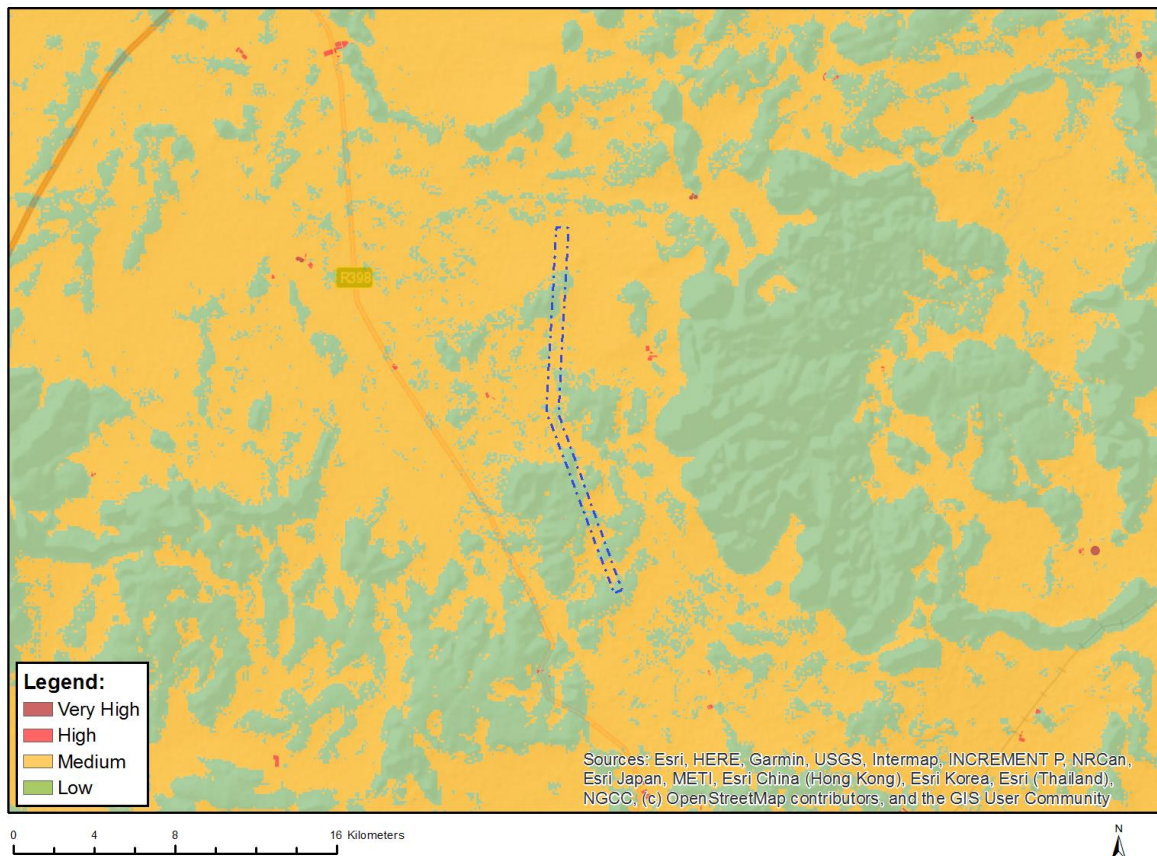 R398
Legend:
Very High
High
Medium
Low
Sources: Esri, HERE, Garmin, USGS, Intermap, INCREMENT P, NRCan,
Esri Japan, METI, Esri China (Hong Kong), Esri Korea, Esri (Thailand),
NGCC, (c) OpenStreetMap contributors, and the GIS User Community
0 4 8 16 Kilometers
N